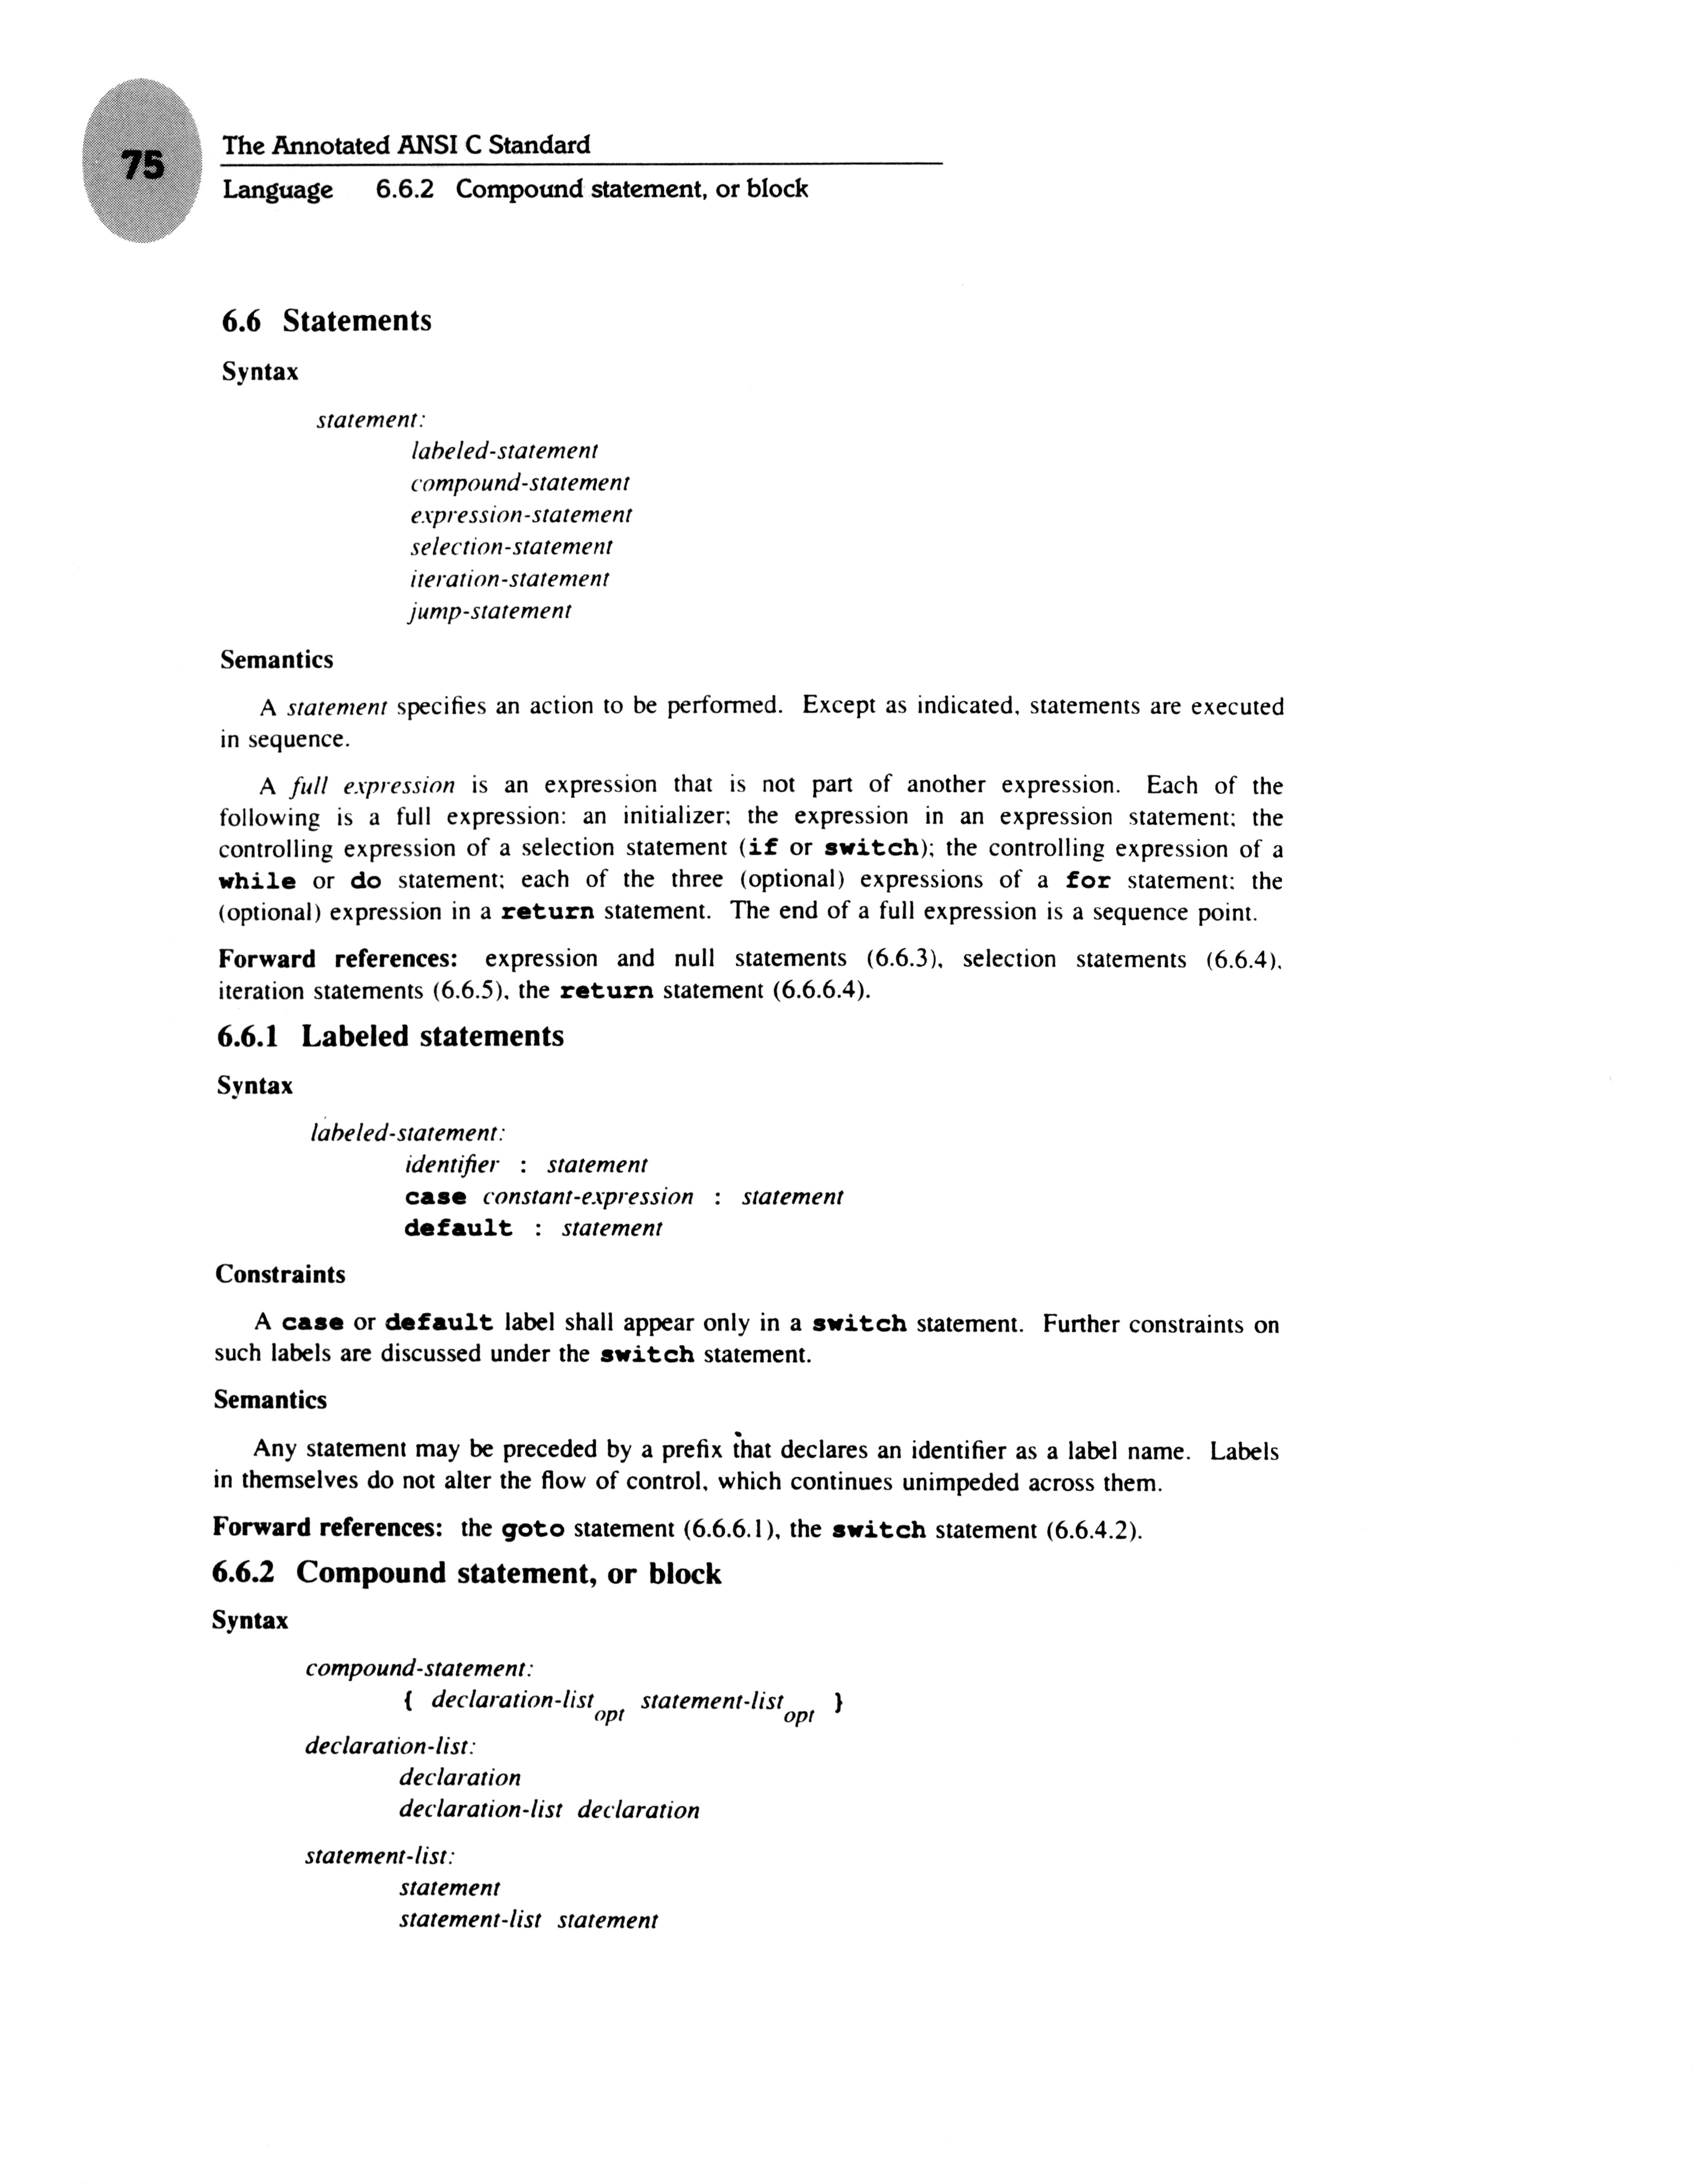 75
The Annotated ANSI C Standard
Language 6.6.2 Compound statement, or block
6.6 Statements
Syntax
statement:
labeled-statement
compound-statement
expression-statement
selection-statement
iteration-statement
jump-statement
Semantics
A statement specifies an action to be performed. Except as indicated, statements are executed
in sequence.
A full expression is an expression that is not part of another expression. Each of the
following is a full expression: an initializer; the expression in an expression statement; the
controlling expression of a selection statement (if or switch); the controlling expression of a
while or do statement; each of the three (optional) expressions of a for statement; the
(optional) expression in a return statement. The end of a full expression is a sequence point.
Forward references: expression and null statements (6.6.3), selection statements (6.6.4),
iteration statements (6.6.5), the return statement (6.6.6.4).
6.6.1 Labeled statements
Syntax
labeled-statement:
identifier : statement
case constant-expression : statement
default : statement
Constraints
A case or default label shall appear only in a switch statement. Further constraints on
such labels are discussed under the switch statement.
Semantics
Any statement may be preceded by a prefix that declares an identifier as a label name. Labels
in themselves do not alter the flow of control, which continues unimpeded across them.
Forward references: the goto statement (6.6.6.1), the switch statement (6.6.4.2).
6.6.2 Compound statement, or block
Syntax
compound-statement:
{ declaration-list opt statement-list opt }
declaration-list:
declaration
declaration-list declaration
statement-list:
statement
statement-list statement